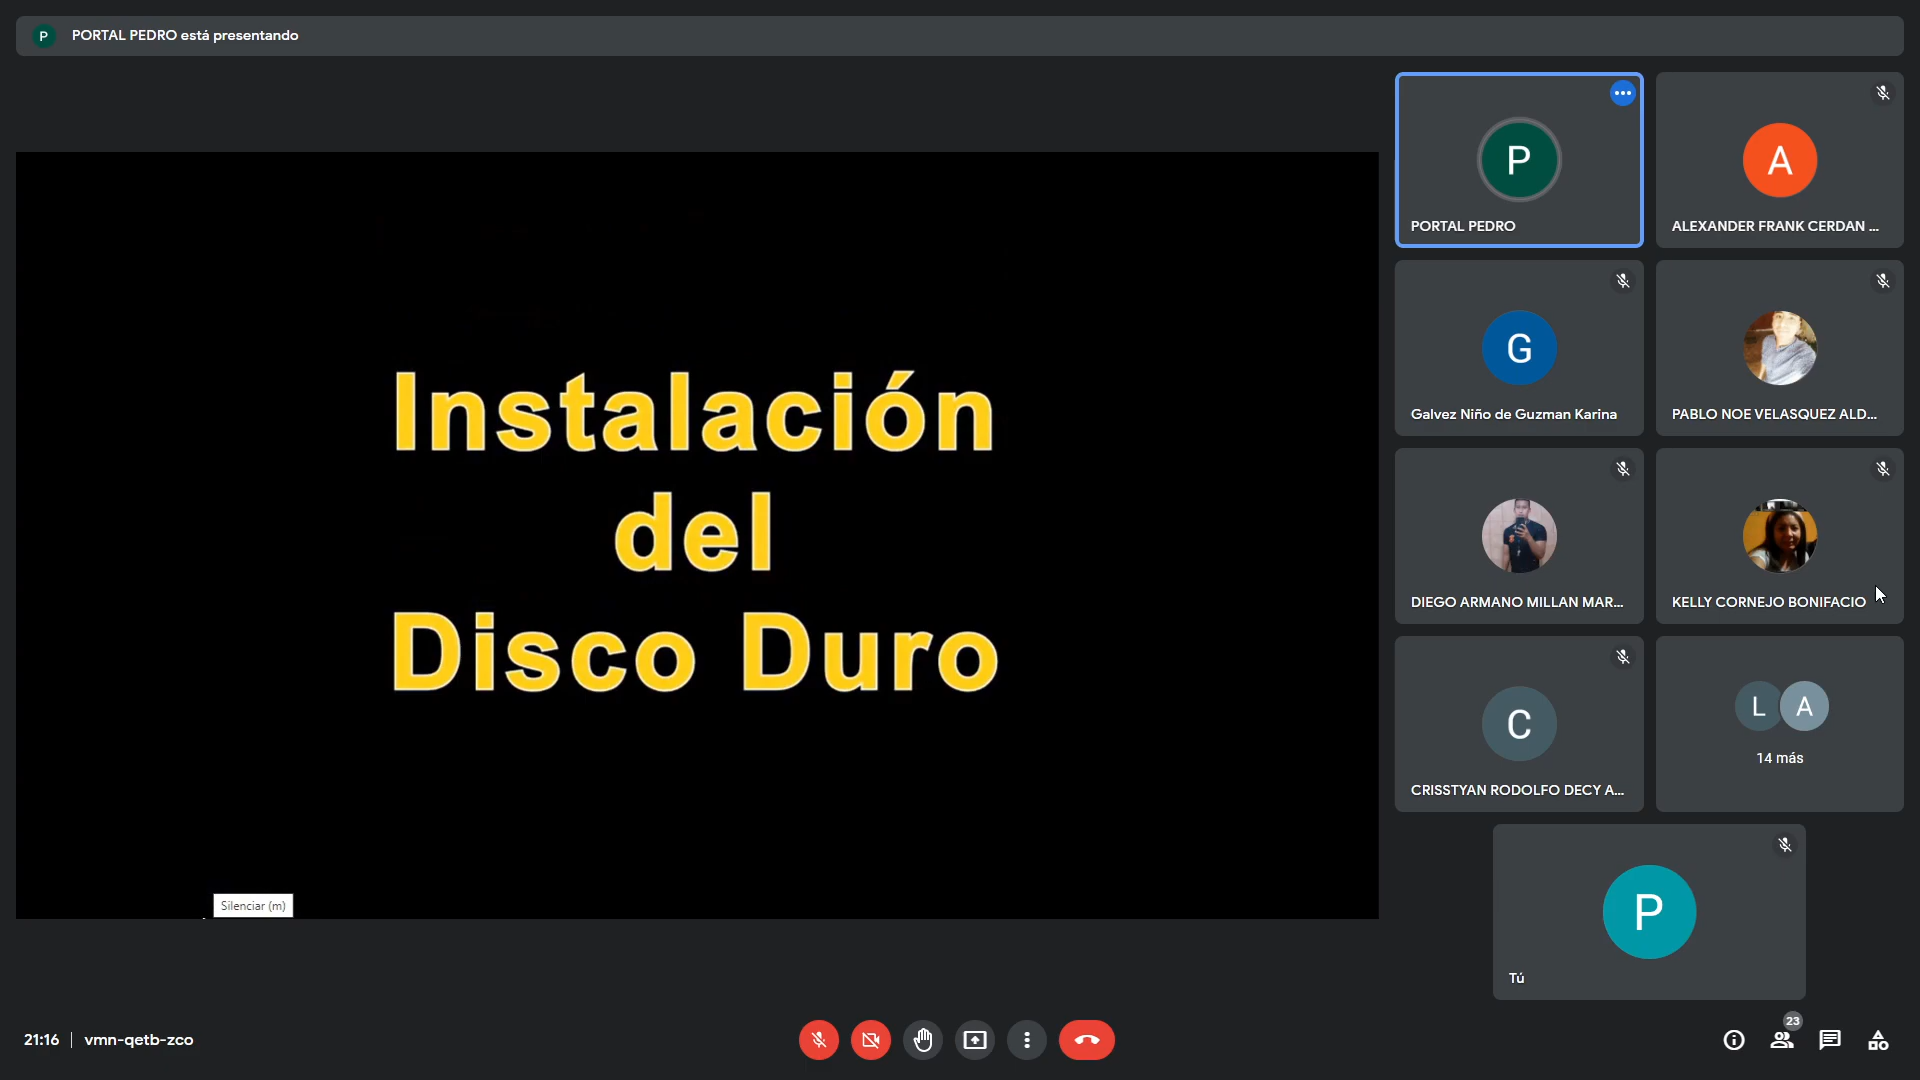 P PORTAL PEDRO está presentando
P
PORTAL PEDRO
A
ALEXANDER FRANK CERDAN ...
G
Galvez Niño de Guzman Karina
PABLO NOE VELASQUEZ ALD...
DIEGO ARMANO MILLAN MAR...
KELLY CORNEJO BONIFACIO
C
CRISSTYAN RODOLFO DECY A...
L A
14 más
P
Tú
Instalación
del
Disco Duro
Silenciar (m)
21:16 | vmn-qetb-zco
23